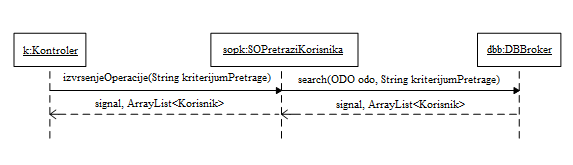 k:Kontroler
sopk:SOPretraziKorisnika
dbb:DBBroker
izvrsenjeOperacije(String kriterijumPretrage)
search(ODO odo, String kriterijumPretrage)
signal, ArrayList<Korisnik>
signal, ArrayList<Korisnik>